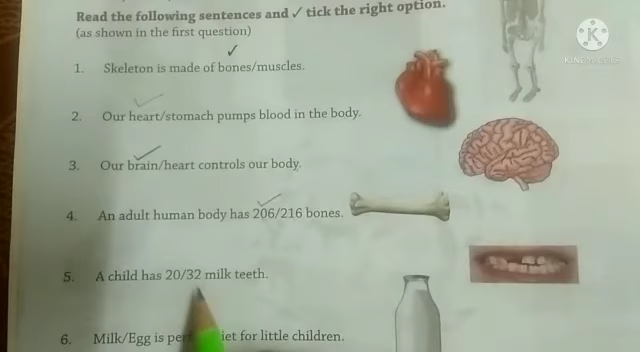 Read the following sentences and ✓ tick the right option.
(as shown in the first question)
1. Skeleton is made of bones/muscles.
2. Our heart/stomach pumps blood in the body.
3. Our brain/heart controls our body.
4. An adult human body has 206/216 bones.
5. A child has 20/32 milk teeth.
6. Milk/Egg is for little children.